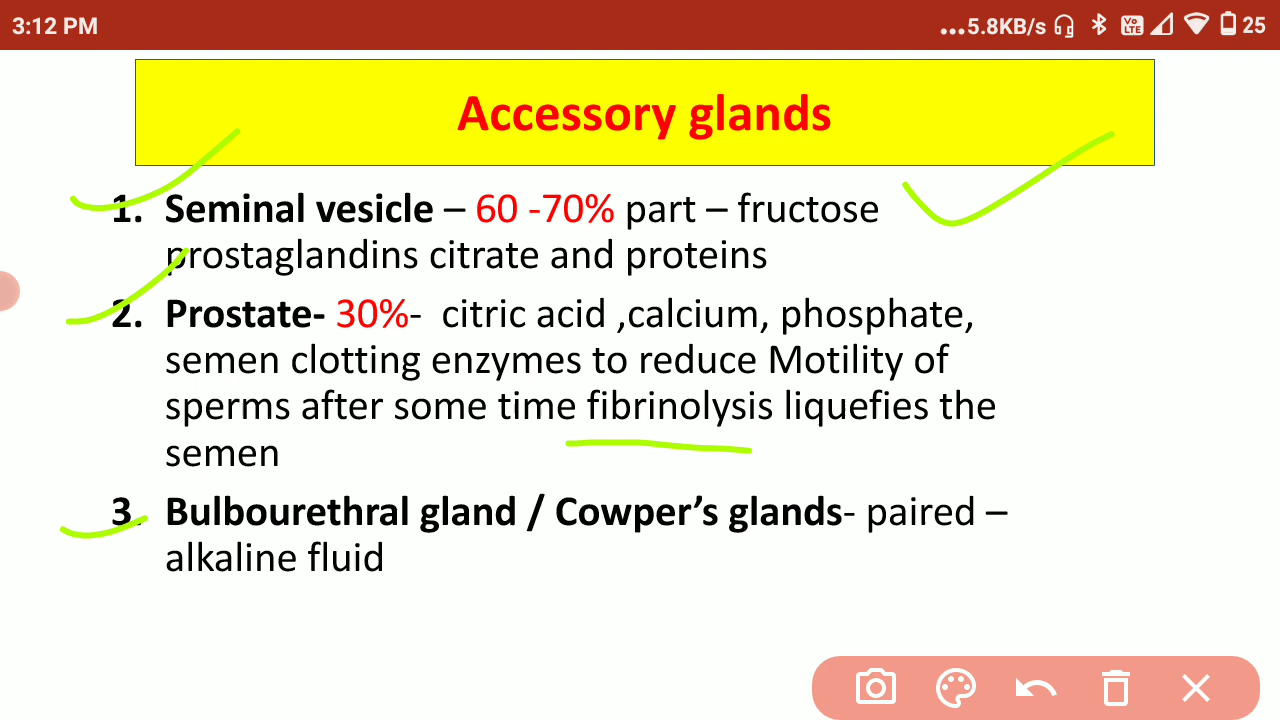 3:12 PM
...5.8KB/s Vo LTE 25
Accessory glands
1. Seminal vesicle – 60 -70% part – fructose
prostaglandins citrate and proteins
2. Prostate- 30%- citric acid ,calcium, phosphate,
semen clotting enzymes to reduce Motility of
sperms after some time fibrinolysis liquefies the
semen
3. Bulbourethral gland / Cowper’s glands- paired –
alkaline fluid